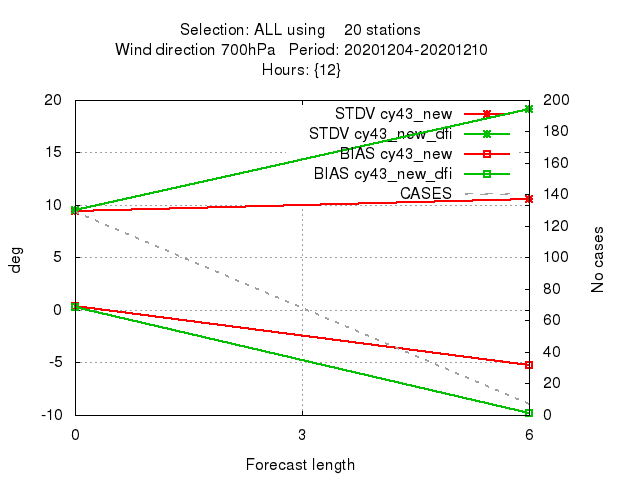 Selection: ALL using    20 stations
Wind direction 700hPa   Period: 20201204-20201210
Hours: {12}
20 200
STDV cy43_new
180
STDV cy43_new_dfi
15
BIAS cy43_new
160
BIAS cy43_new_dfi
CASES
140
10
120
5 100
80
0
60
-5
40
20
-10 0
deg
No cases
0 3 6
Forecast length